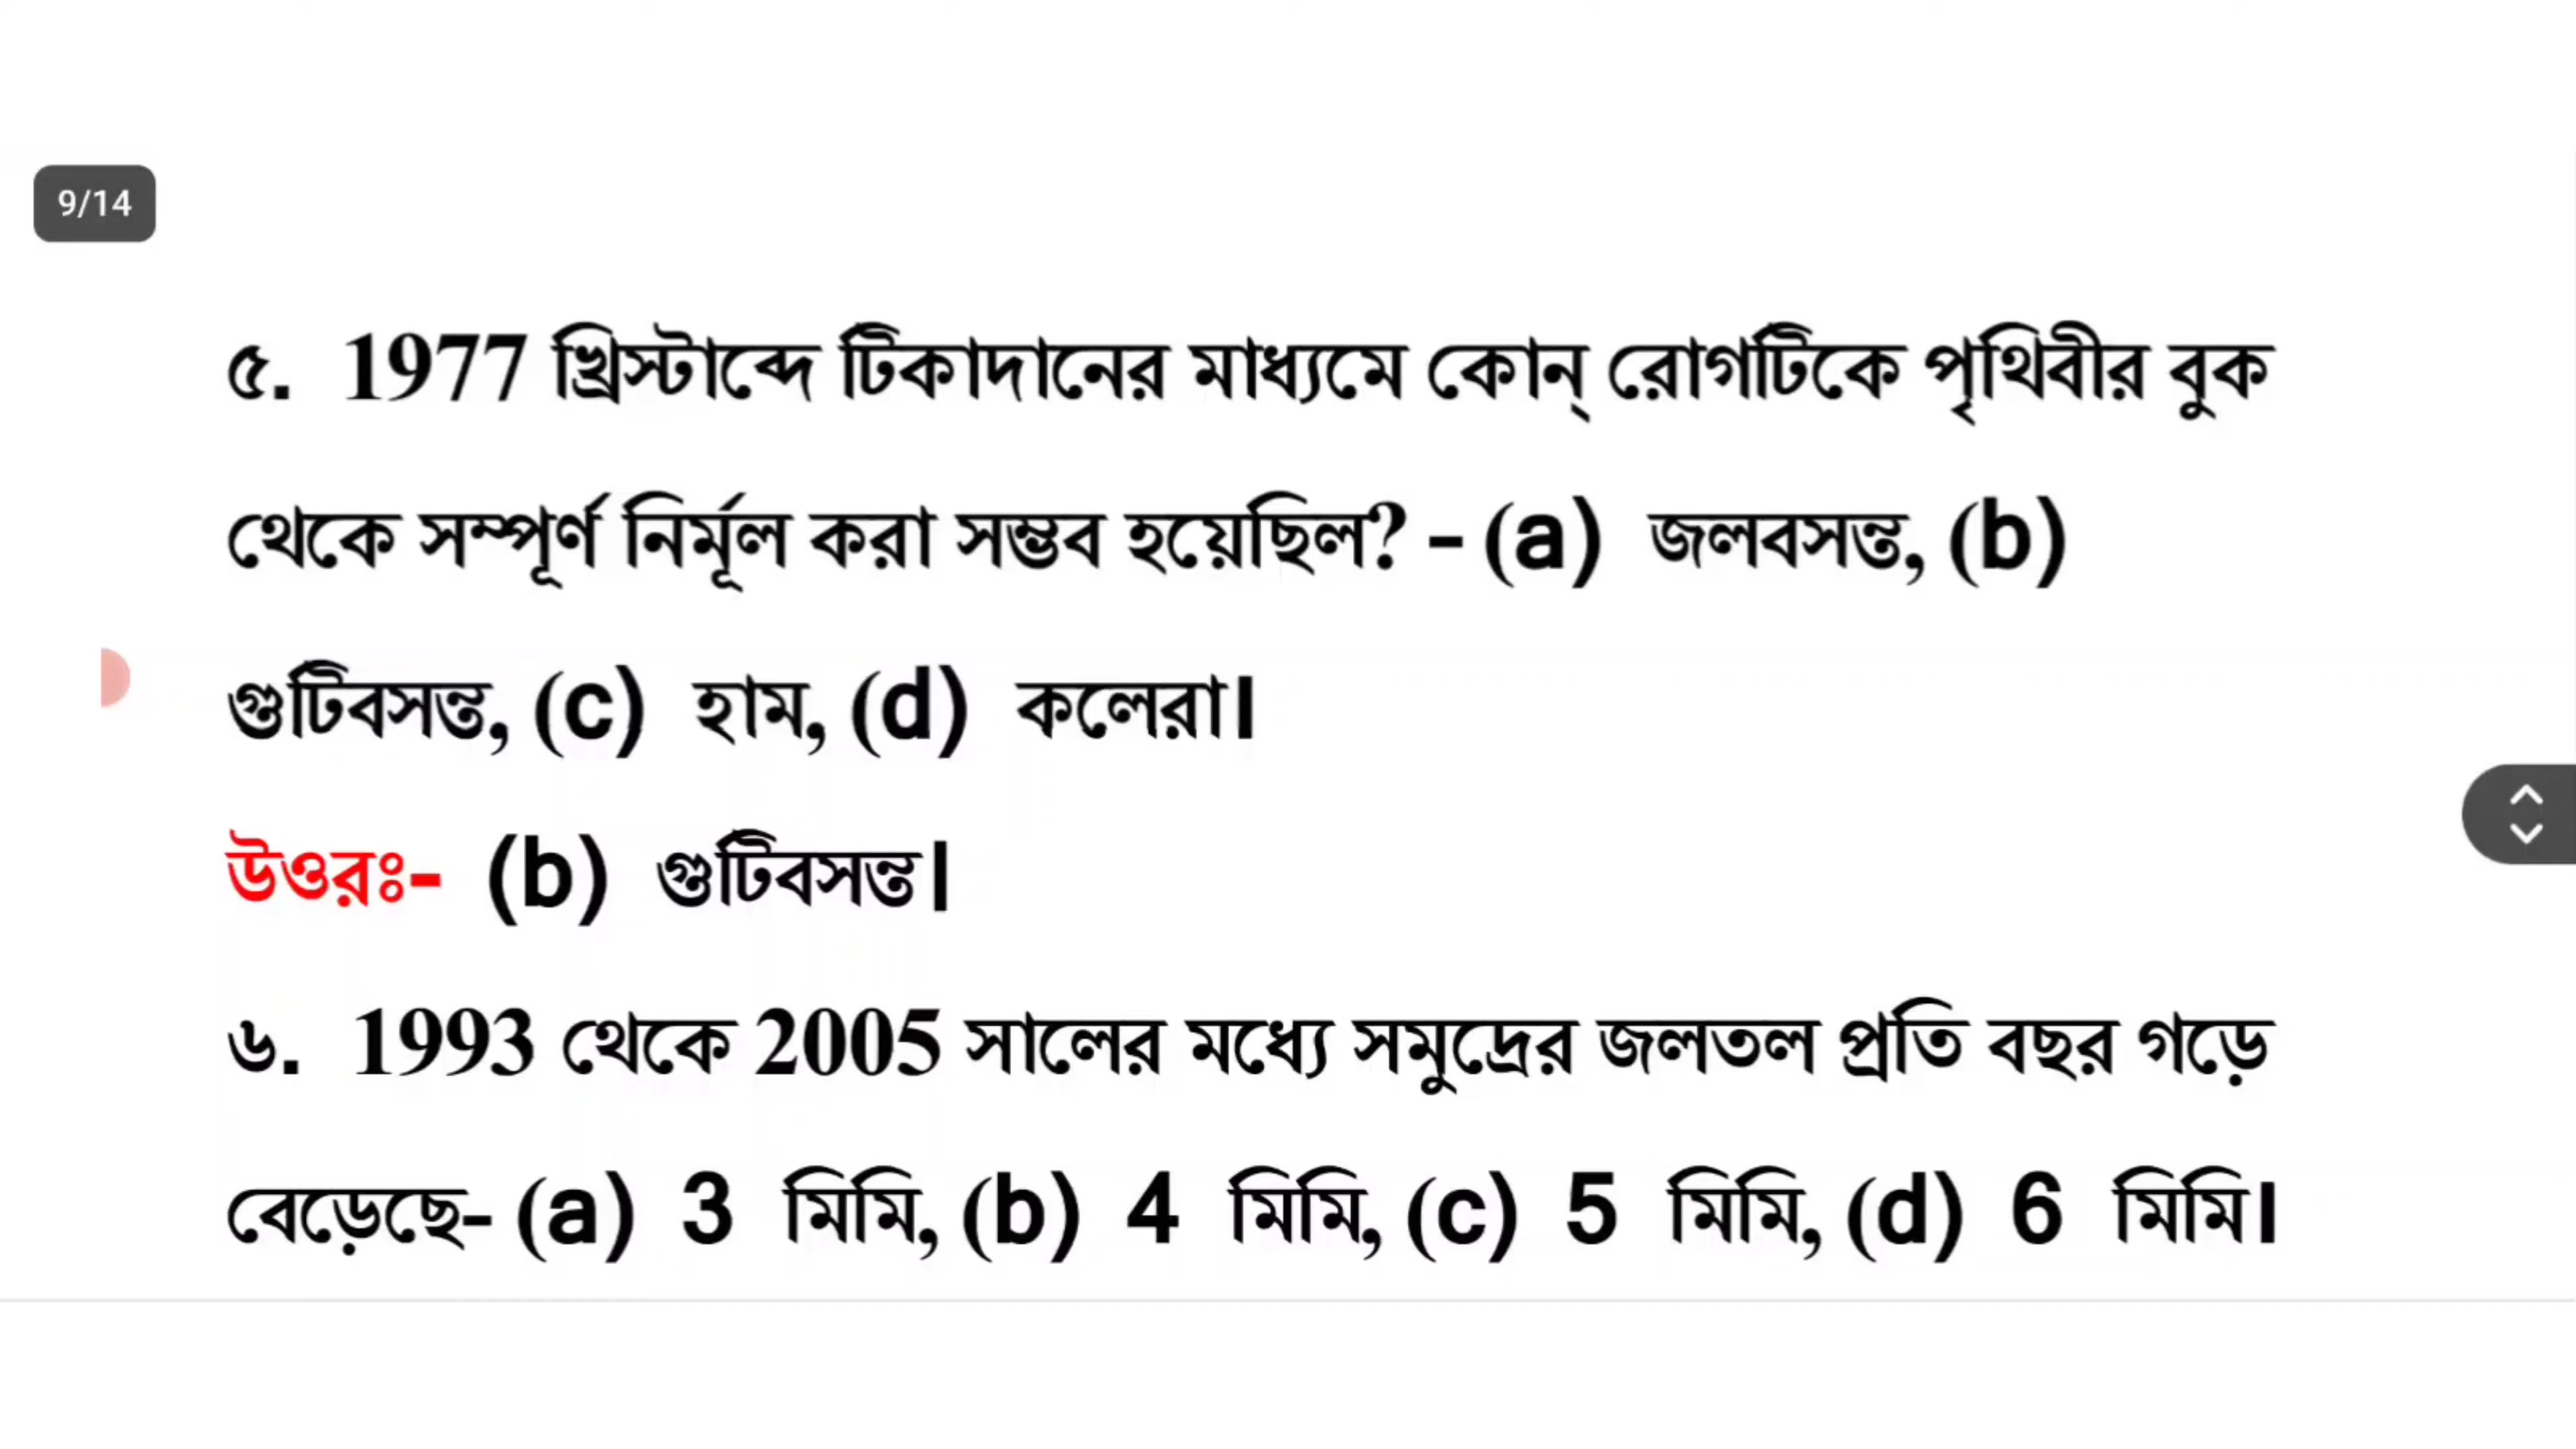 9/14
৫. 1977 খ্রিস্টাব্দে টিকাদানের মাধ্যমে কোন্ রোগটিকে পৃথিবীর বুক
থেকে সম্পূর্ণ নির্মূল করা সম্ভব হয়েছিল? - (a) জলবসন্ত, (b)
গুটিবসন্ত, (c) হাম, (d) কলেরা।
উওরঃ- (b) গুটিবসন্ত।
৬. 1993 থেকে 2005 সালের মধ্যে সমুদ্রের জলতল প্রতি বছর গড়ে
বেড়েছে- (a) 3 মিমি, (b) 4 মিমি, (c) 5 মিমি, (d) 6 মিমি।